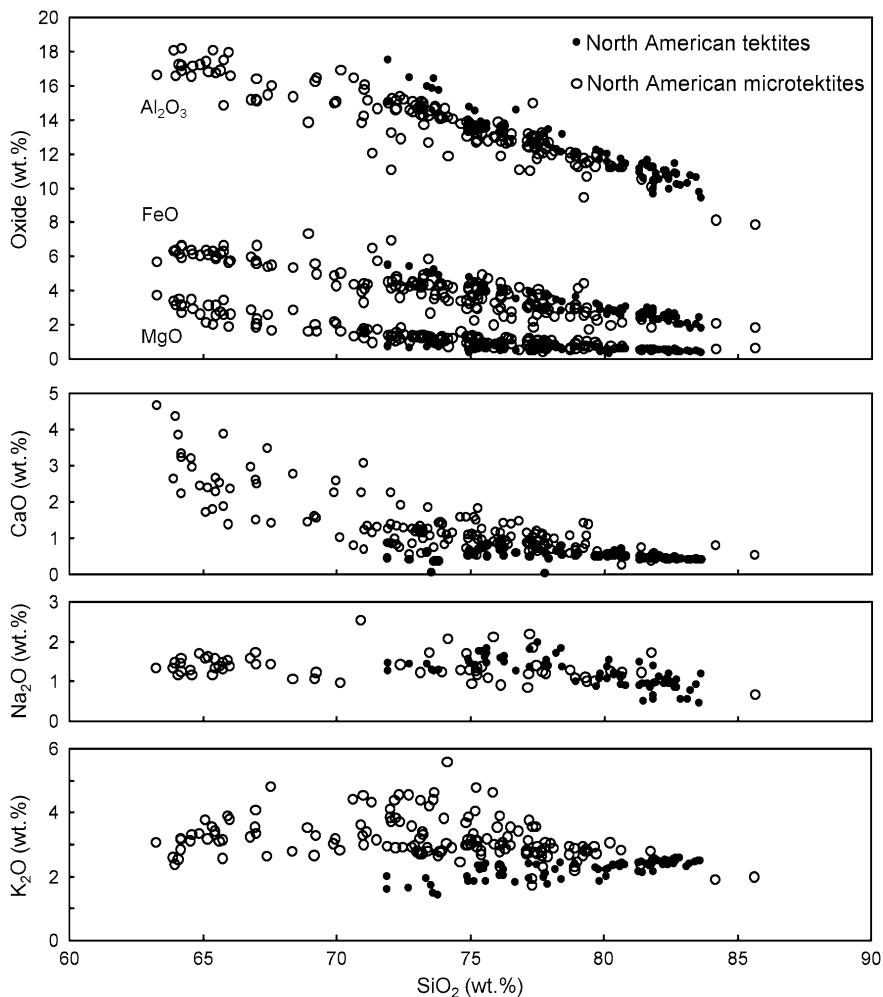 20
18
16
14
12
10
8
6
4
2
0
Oxide (wt.%)
North American tektites
North American microtektites
Al₂O₃
FeO
MgO
5
4
3
2
1
0
CaO (wt.%)
3
2
1
0
Na₂O (wt.%)
6
4
2
0
K₂O (wt.%)
60 65 70 75 80 85 90
SiO₂ (wt.%)